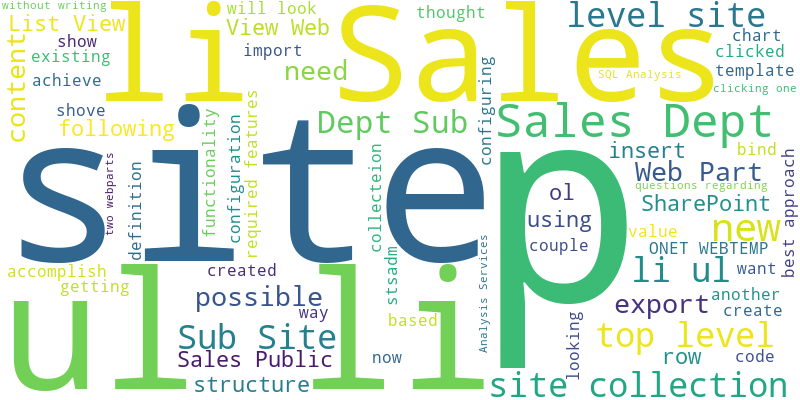 without writing
List View
show
existing
achieve
content
li
will look
View Web
import
need
Sales
thought
level site
chart
clicked
template
SQL Analysis
clicking one
shove
following
two webparts
definition
functionality
configuration
required features
Dept Sub
configuring
Sales Dept
insert
bind
Web Part
questions regarding
SharePoint
best approach
site
p
collecteion
ol
using
couple
value
new
ONET WEBTEMP
li ul
want
accomplish
getting
created
possible
way
stsadm
Analysis Services
export
another
create
ul
li
Sub Site
based
now
looking
top level
row
code
Sales Public
structure
site collection